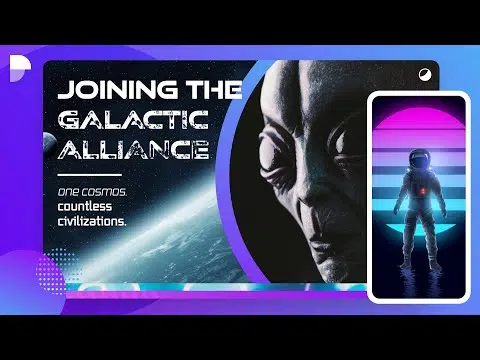 JOINING THE
GALACTIC
ALLIANCE
one cosmos.
countless
civilizations.